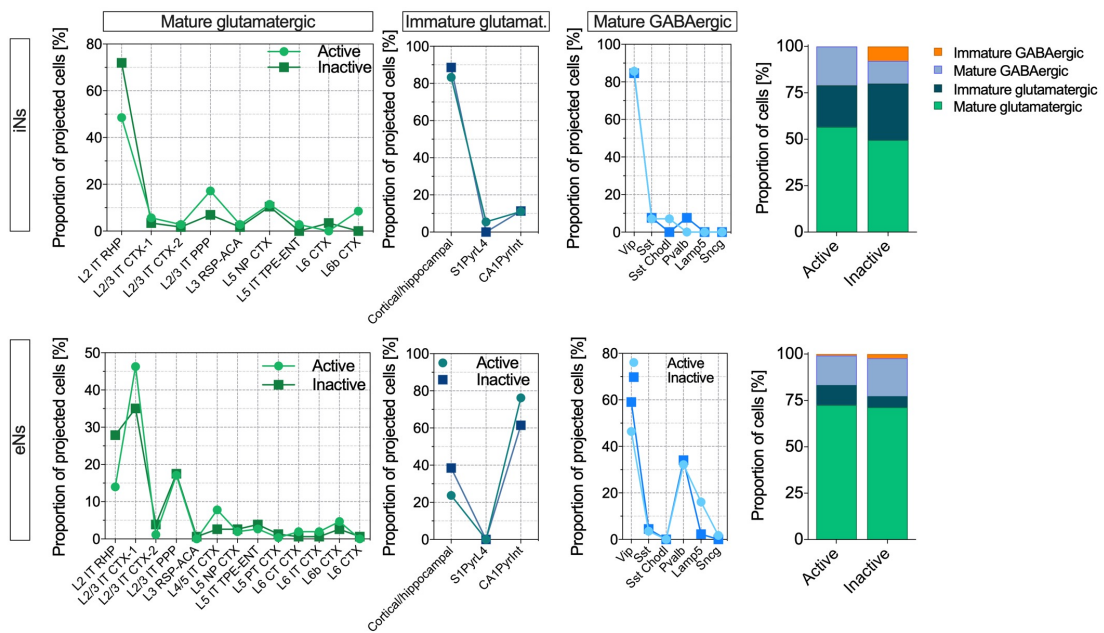 Mature glutamatergic
Immature glutamat.
Mature GABAergic
iNs
Proportion of projected cells [%]
80
60
40
20
0
Active
Inactive
L2 IT RHP
L2/3 IT CTX-1
L2/3 IT CTX-2
L2/3 IT PPP
L3 RSP-ACA
L5 NP CTX
L5 IT TPE-ENT
L6 CTX
L6b CTX
Proportion of projected cells [%]
100
80
60
40
20
0
Cortical/hippocampal
S1PyrL4
CA1PyrInt
Proportion of projected cells [%]
100
80
60
40
20
0
Vip
Sst
Sst Chodl
Pvalb
Lamp5
Sncg
Proportion of cells [%]
100
75
50
25
0
Active
Inactive
Immature GABAergic
Mature GABAergic
Immature glutamatergic
Mature glutamatergic
eNs
Proportion of projected cells [%]
50
40
30
20
10
0
Active
Inactive
L2 IT RHP
L2/3 IT CTX-1
L2/3 IT CTX-2
L2/3 IT PPP
L3 RSP-ACA
L4/5 IT CTX
L5 NP CTX
L5 IT TPE-ENT
L5 PT CTX
L6 CT CTX
L6 IT CTX
L6b CTX
L6 CTX
Proportion of projected cells [%]
100
80
60
40
20
0
Active
Inactive
Cortical/hippocampal
S1PyrL4
CA1PyrInt
Proportion of projected cells [%]
80
60
40
20
0
Active
Inactive
Vip
Sst
Sst Chodl
Pvalb
Lamp5
Sncg
Proportion of cells [%]
100
75
50
25
0
Active
Inactive